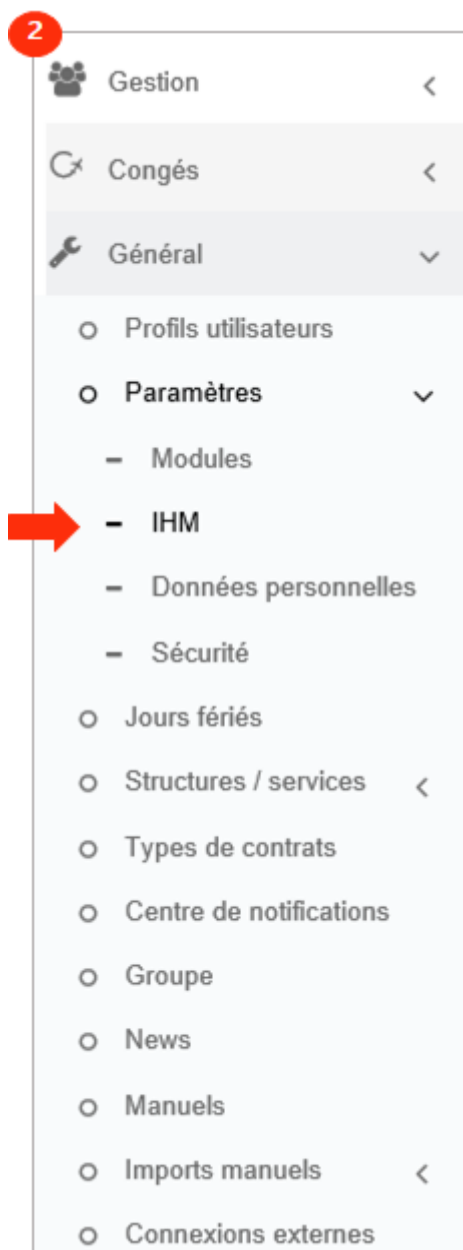 2
Gestion
Congés
Général
Profils utilisateurs
Paramètres
Modules
IHM
Données personnelles
Sécurité
Jours fériés
Structures / services
Types de contrats
Centre de notifications
Groupe
News
Manuels
Imports manuels
Connexions externes